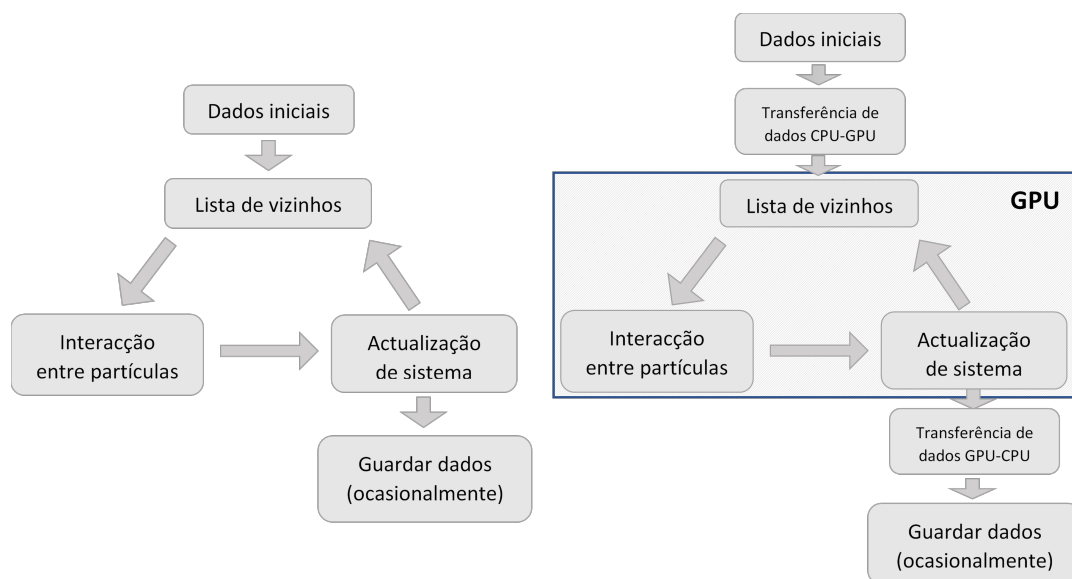 Dados iniciais
Lista de vizinhos
Interacção
entre partículas
Actualização
de sistema
Guardar dados
(ocasionalmente)
Dados iniciais
Transferência de
dados CPU-GPU
GPU
Lista de vizinhos
Interacção
entre partículas
Actualização
de sistema
Transferência de
dados GPU-CPU
Guardar dados
(ocasionalmente)